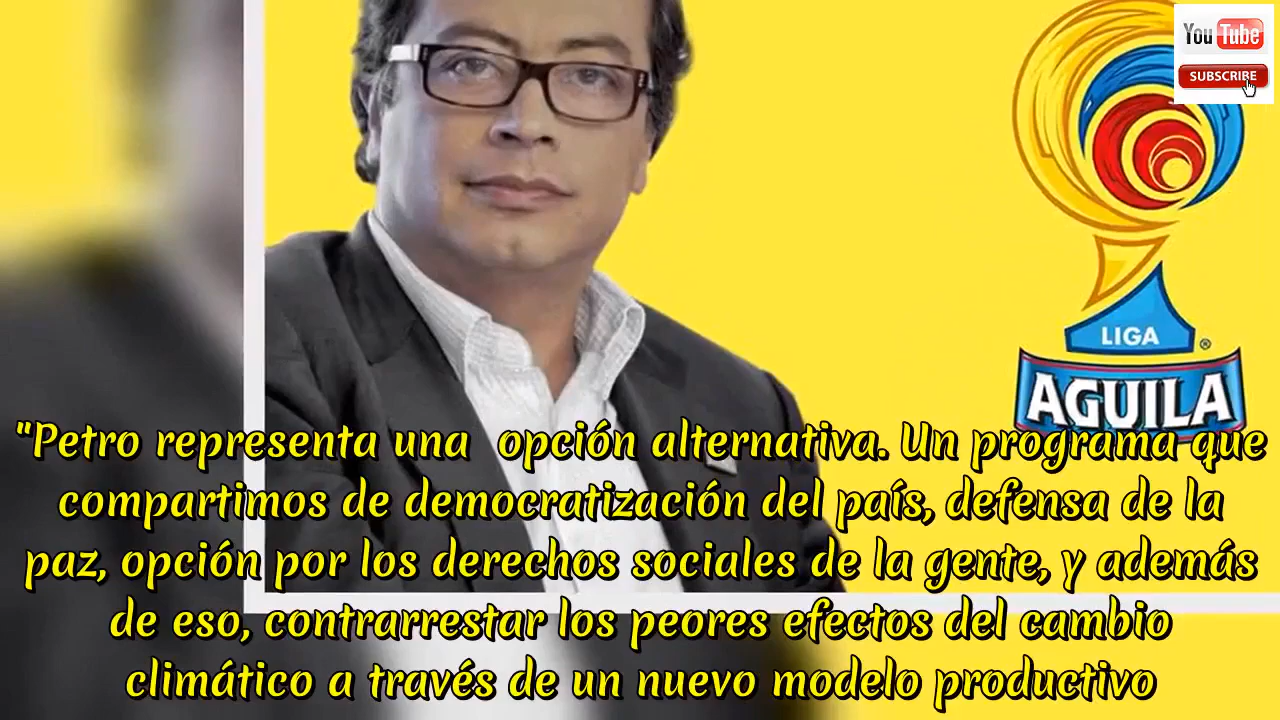 You Tube
SUBSCRIBE
LIGA
AGUILA
"Petro representa una opción alternativa. Un programa que
compartimos de democratización del país, defensa de la
paz, opción por los derechos sociales de la gente, y además
de eso, contrarrestar los peores efectos del cambio
climático a través de un nuevo modelo productivo